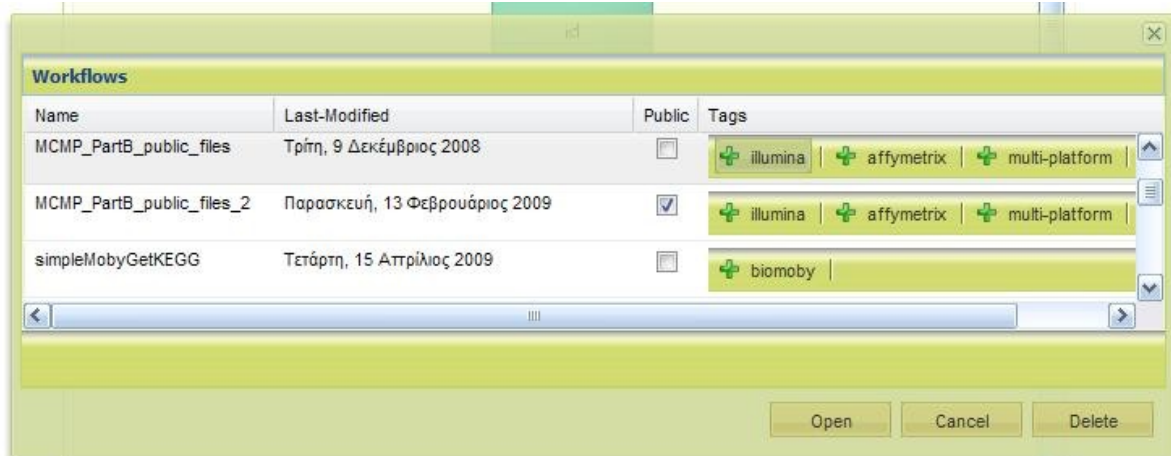 id
Workflows
Name Last-Modified Public Tags
MCMP_PartB_public_files Τρίτη, 9 Δεκέμβριος 2008 illumina affymetrix multi-platform
MCMP_PartB_public_files_2 Παρασκευή, 13 Φεβρουάριος 2009 illumina affymetrix multi-platform
simpleMobyGetKEGG Τετάρτη, 15 Απρίλιος 2009 biomoby
Open Cancel Delete